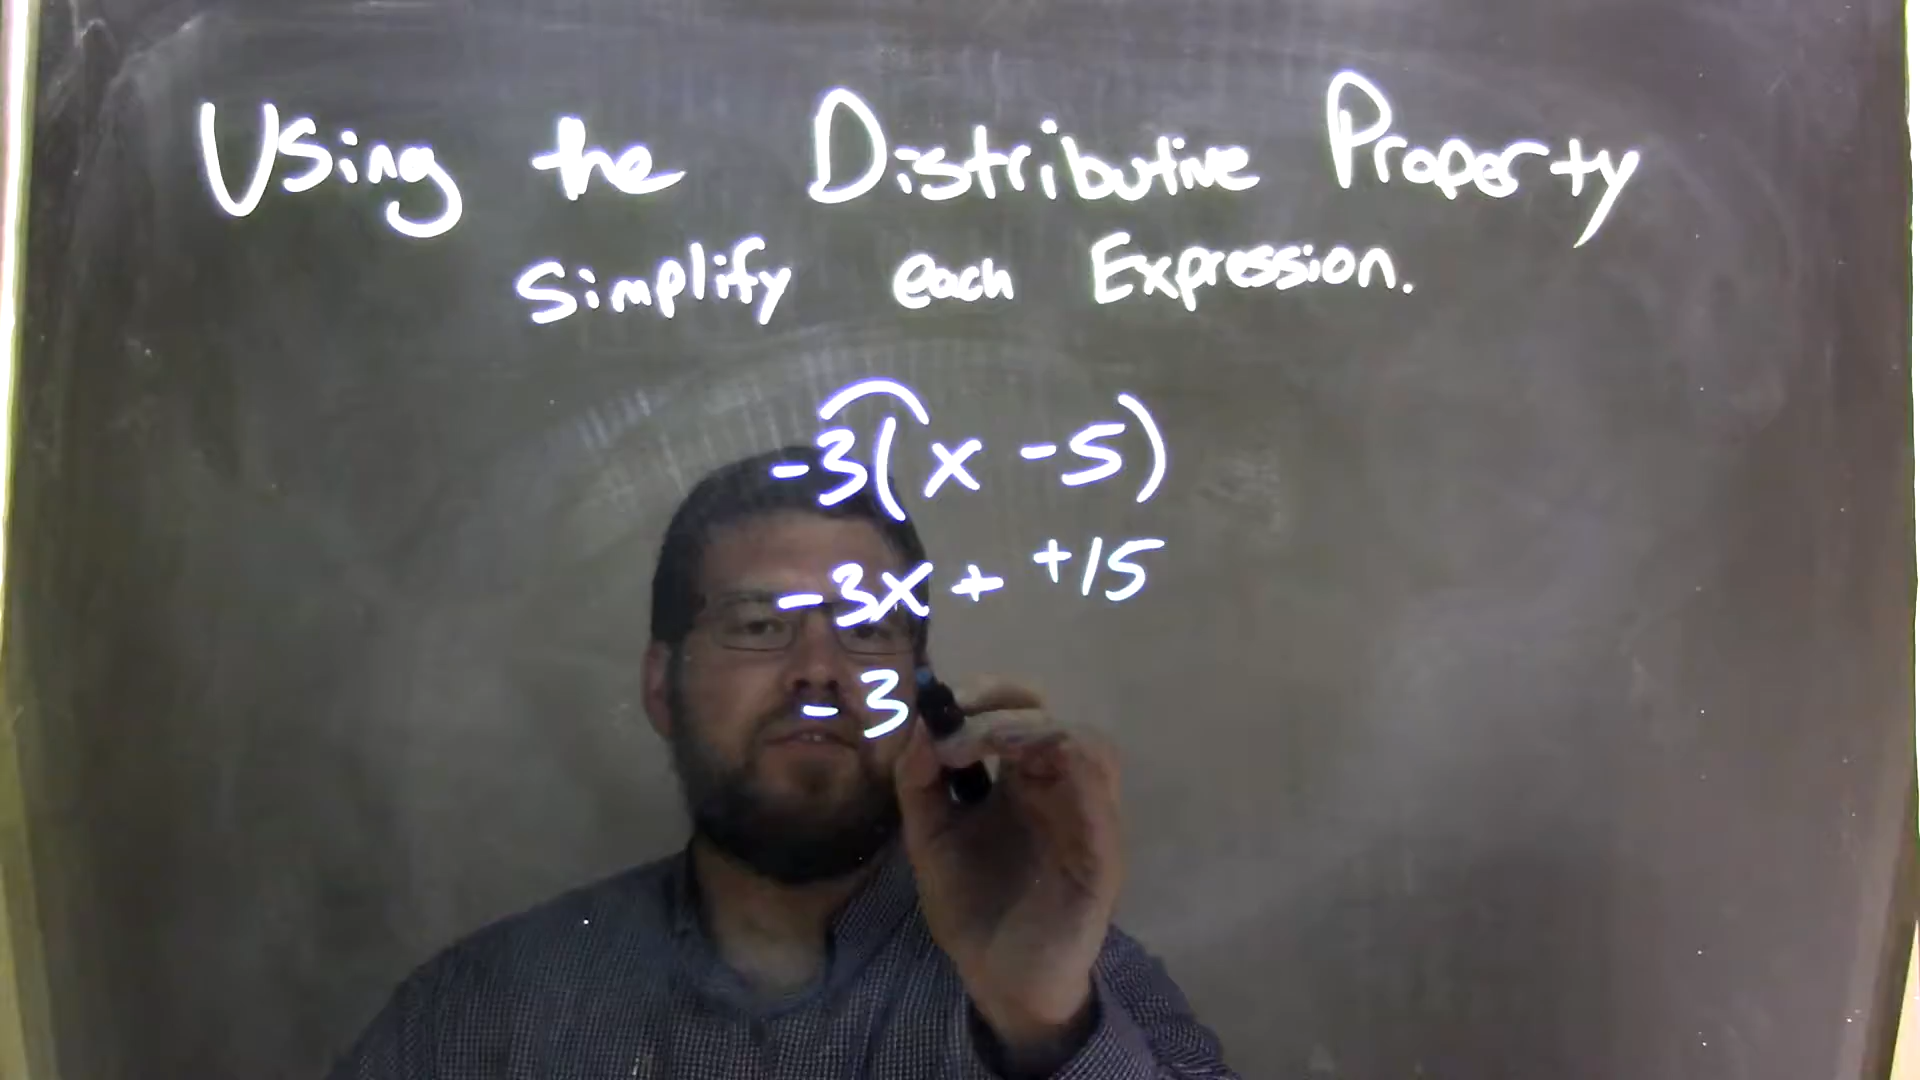 Using the Distributive Property
Simplify each Expression.
-3(x -5)
-3x + +15
-3